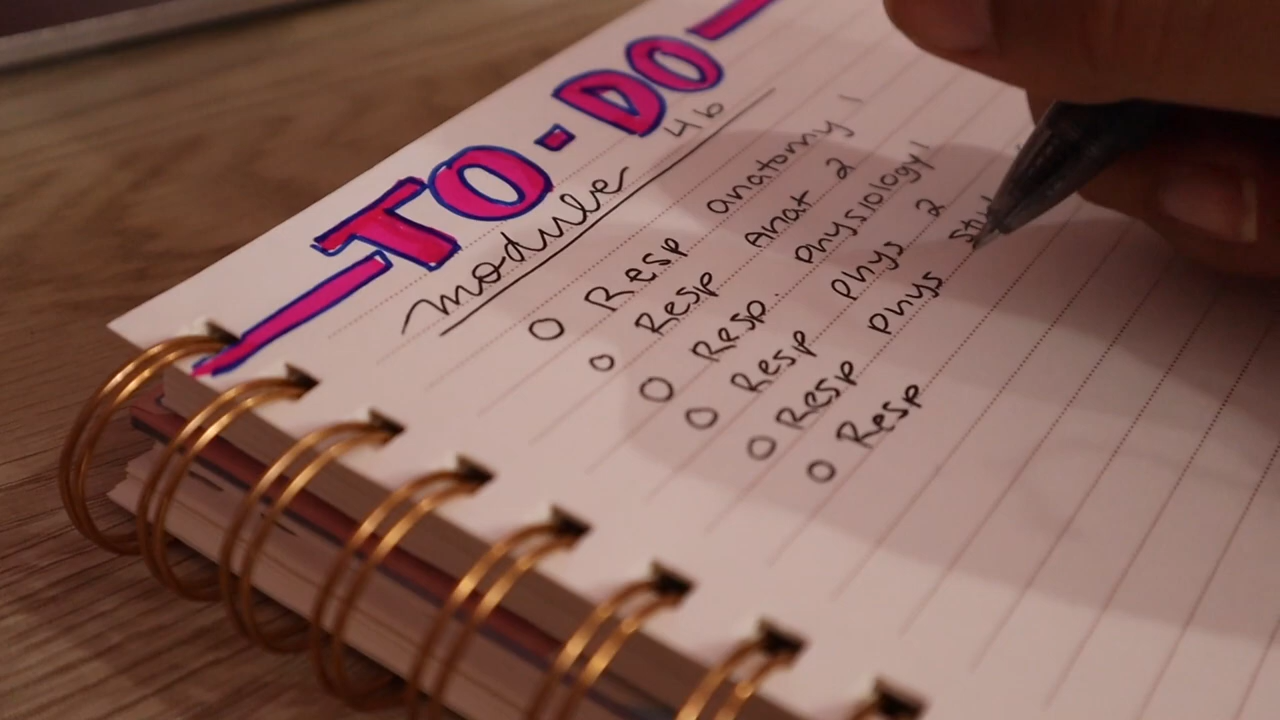 TO-DO
module 4b
Resp anatomy 1
Resp Anat 2
Resp. physiology 1
Resp phys 2
Resp phys
Resp